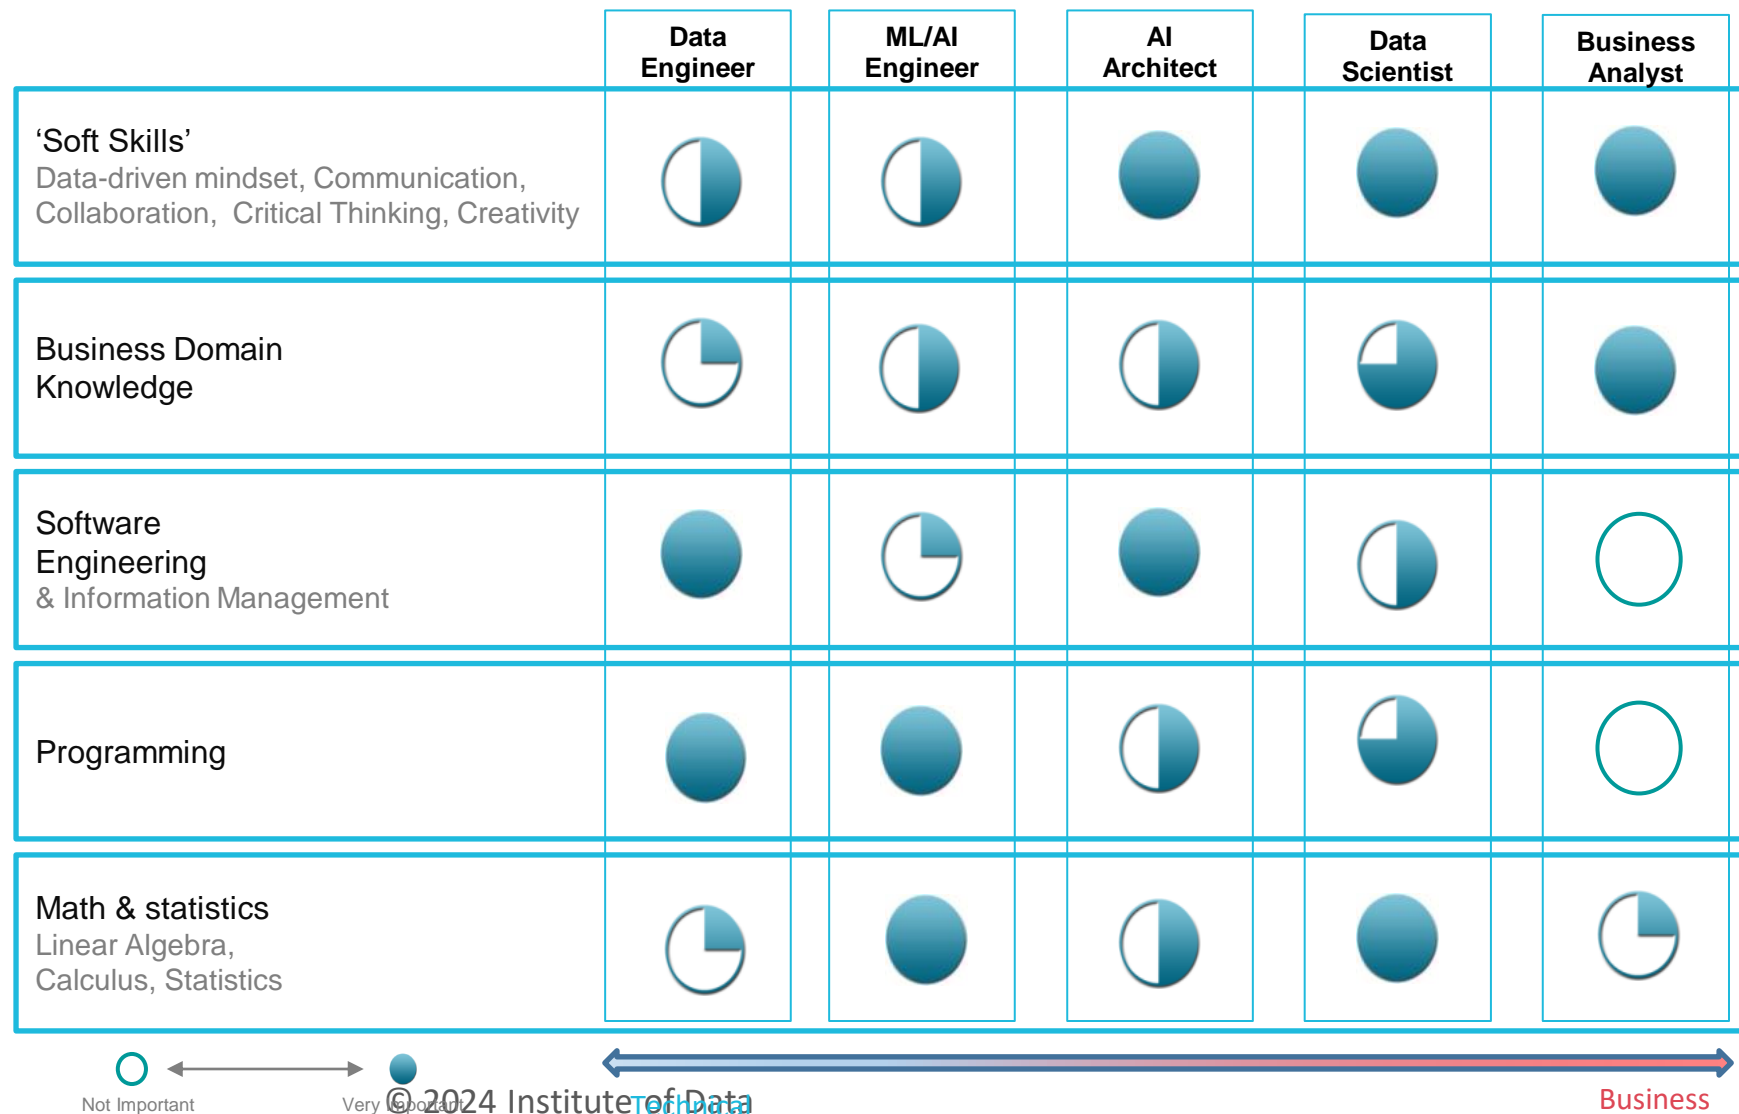 Data
Engineer
ML/AI
Engineer
AI
Architect
Data
Scientist
Business
Analyst
‘Soft Skills’
Data-driven mindset, Communication,
Collaboration,  Critical Thinking, Creativity
Business Domain
Knowledge
Software
Engineering
& Information Management
Programming
Math & statistics
Linear Algebra,
Calculus, Statistics
Not Important
Very Important
© 2024 Institute of Data
Technical
Business